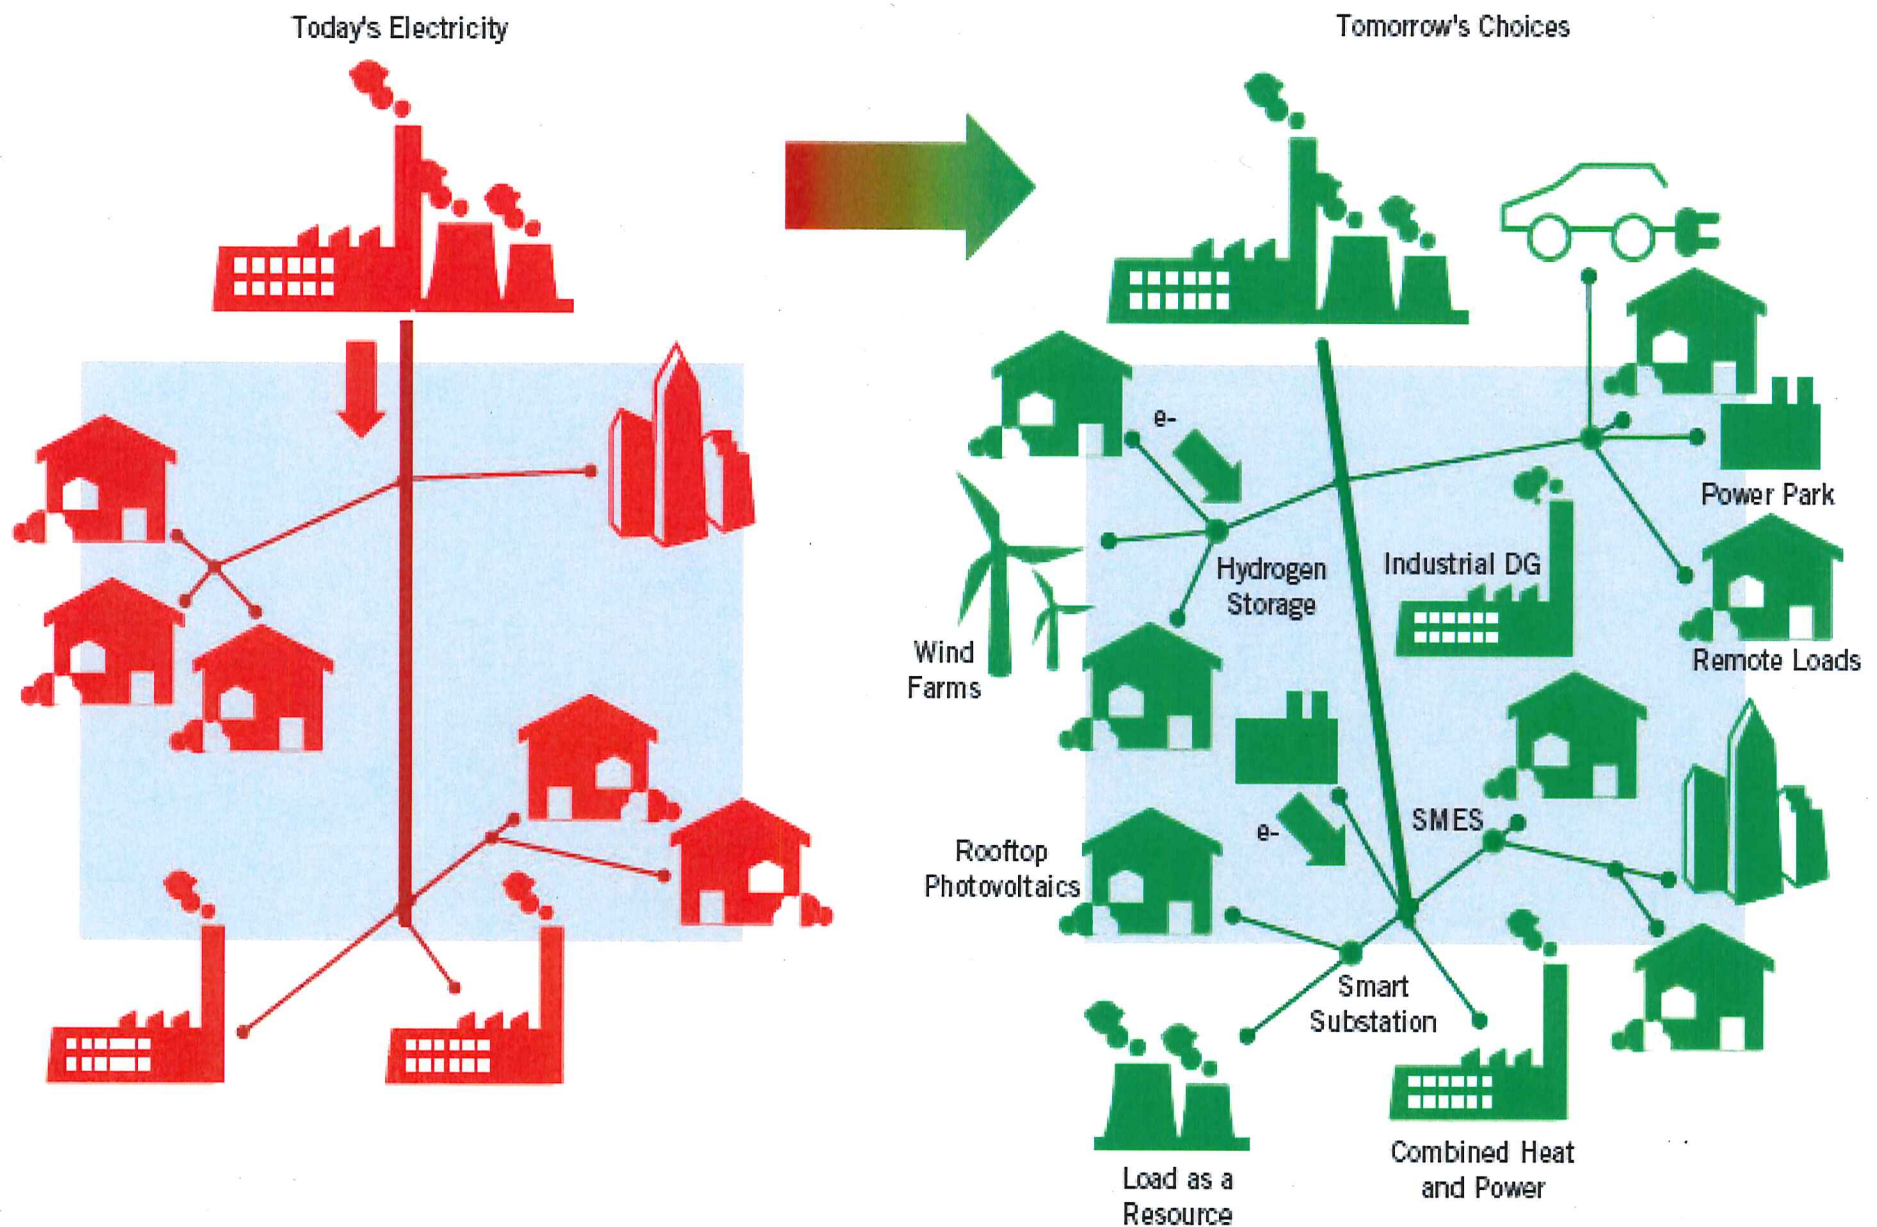 Today's Electricity
Tomorrow's Choices
e-
Power Park
Hydrogen
Storage
Industrial DG
Wind
Farms
Remote Loads
SMES
e-
Rooftop
Photovoltaics
Smart
Substation
Combined Heat
and Power
Load as a
Resource